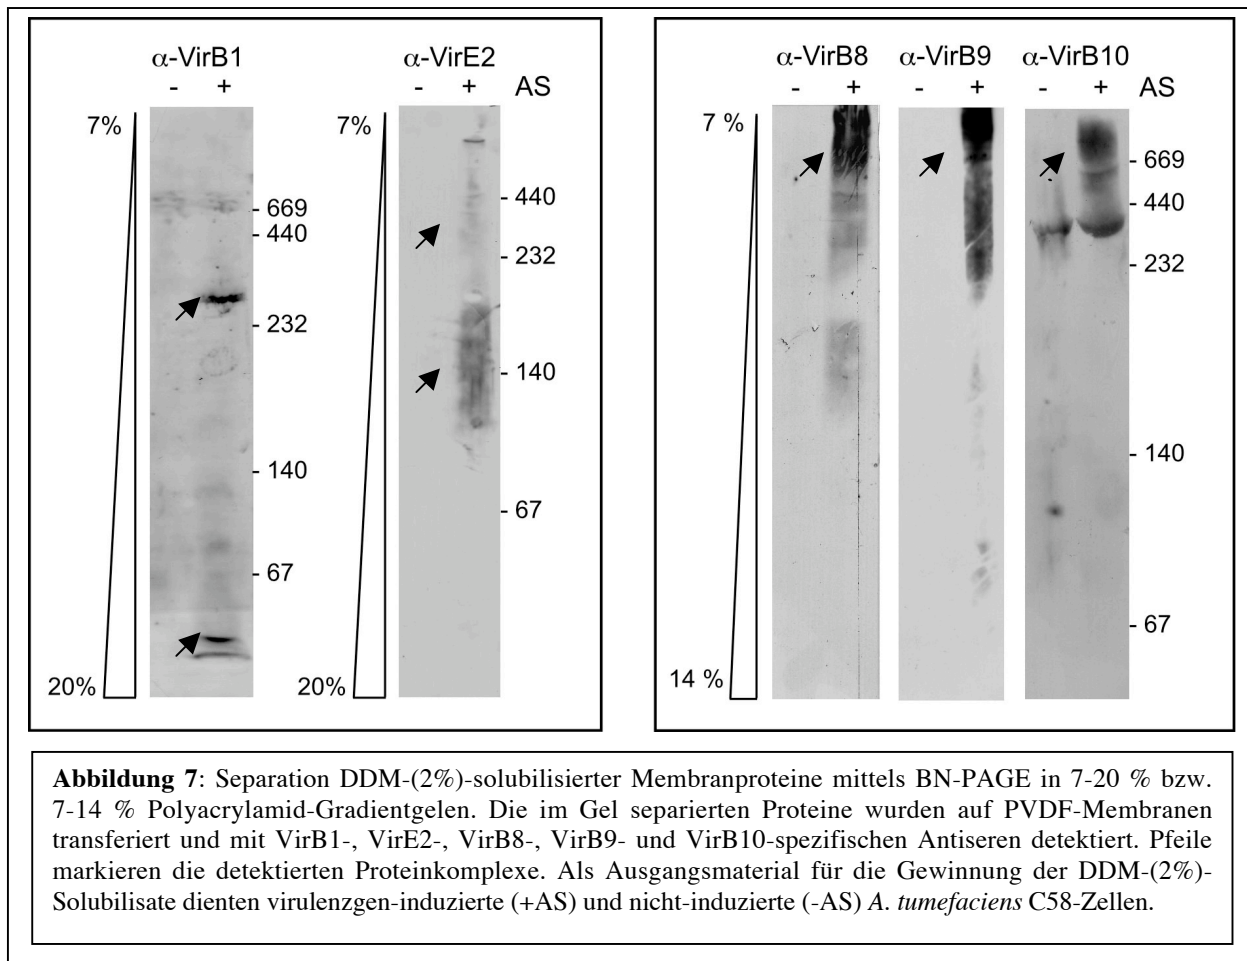 α-VirB1
α-VirE2
- + + AS
7% 7%
669
440
232
140
67
440
232
140
67
20% 20%
α-VirB8 α-VirB9 α-VirB10
- + - + - + AS
7 %
669
440
232
140
67
14 %
Abbildung 7: Separation DDM-(2%)-solubilisierter Membranproteine mittels BN-PAGE in 7-20 % bzw.
7-14 % Polyacrylamid-Gradientgelen. Die im Gel separierten Proteine wurden auf PVDF-Membranen
transferiert und mit VirB1-, VirE2-, VirB8-, VirB9- und VirB10-spezifischen Antiseren detektiert. Pfeile
markieren die detektierten Proteinkomplexe. Als Ausgangsmaterial für die Gewinnung der DDM-(2%)-
Solubilisate dienten virulenzgen-induzierte (+AS) und nicht-induzierte (-AS) A. tumefaciens C58-Zellen.